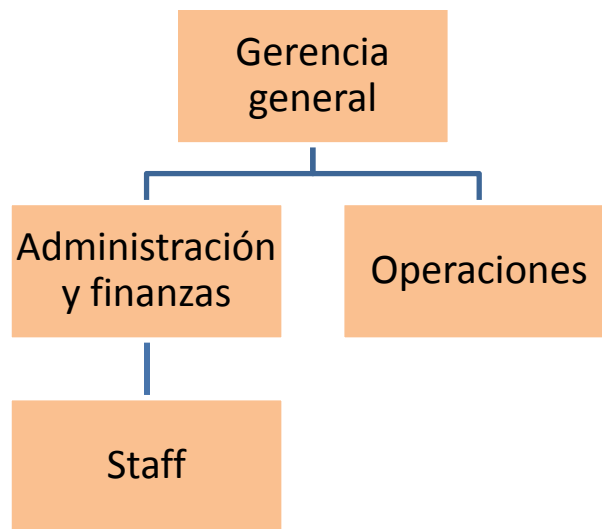 Gerencia
general
Administración
y finanzas
Operaciones
Staff